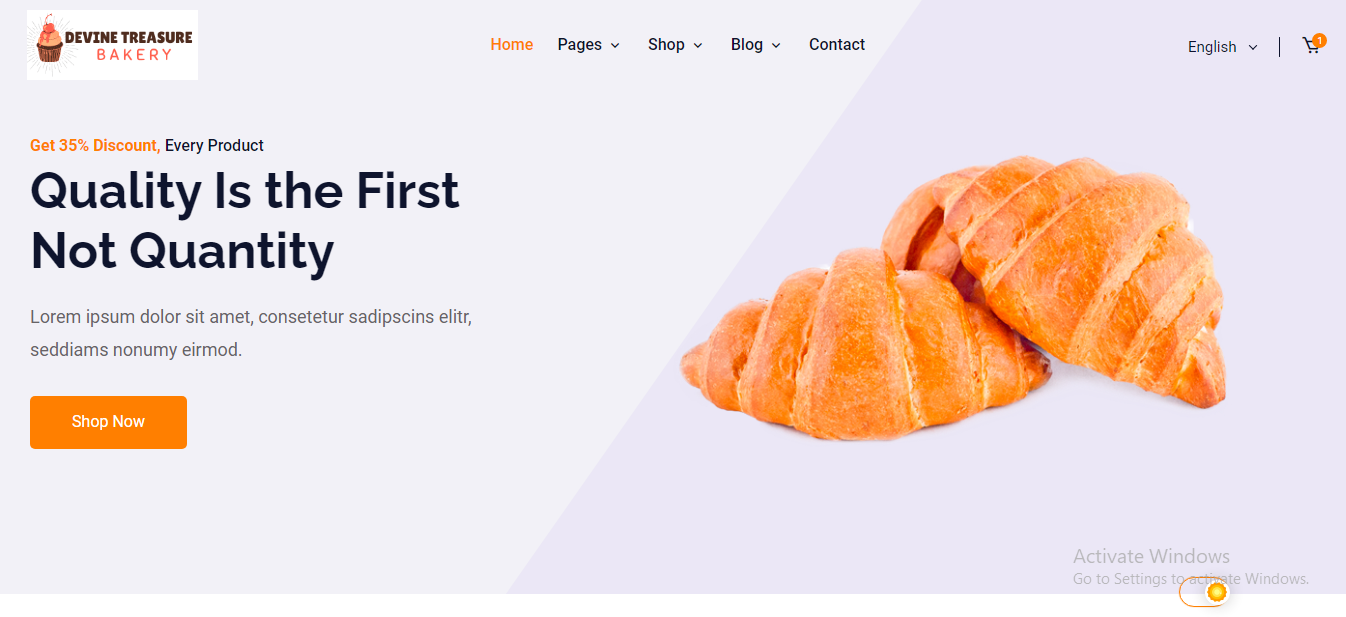 DEVINE TREASURE
BAKERY
Home Pages Shop Blog Contact
English
1
Get 35% Discount, Every Product
Quality Is the First
Not Quantity
Lorem ipsum dolor sit amet, consetetur sadipscins elitr,
seddiams nonumy eirmod.
Shop Now
Activate Windows
Go to Settings to activate Windows.